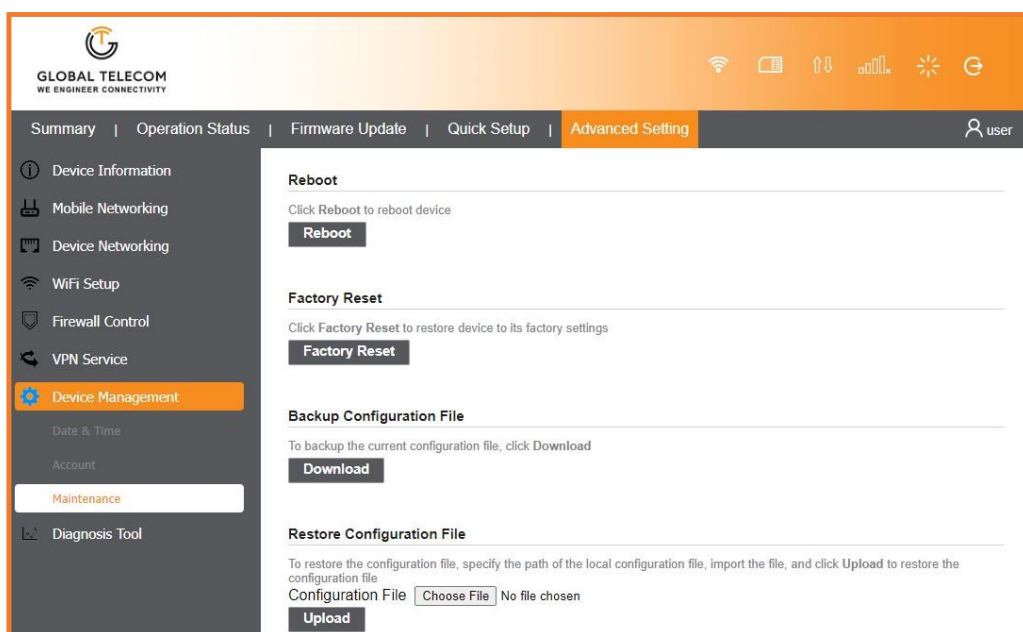 GLOBAL TELECOM
WE ENGINEER CONNECTIVITY
Summary | Operation Status | Firmware Update | Quick Setup | Advanced Setting user
Device Information
Mobile Networking
Device Networking
WiFi Setup
Firewall Control
VPN Service
Device Management
Date & Time
Account
Maintenance
Diagnosis Tool
Reboot
Click Reboot to reboot device
Reboot
Factory Reset
Click Factory Reset to restore device to its factory settings
Factory Reset
Backup Configuration File
To backup the current configuration file, click Download
Download
Restore Configuration File
To restore the configuration file, specify the path of the local configuration file, import the file, and click Upload to restore the
configuration file
Configuration File Choose File No file chosen
Upload